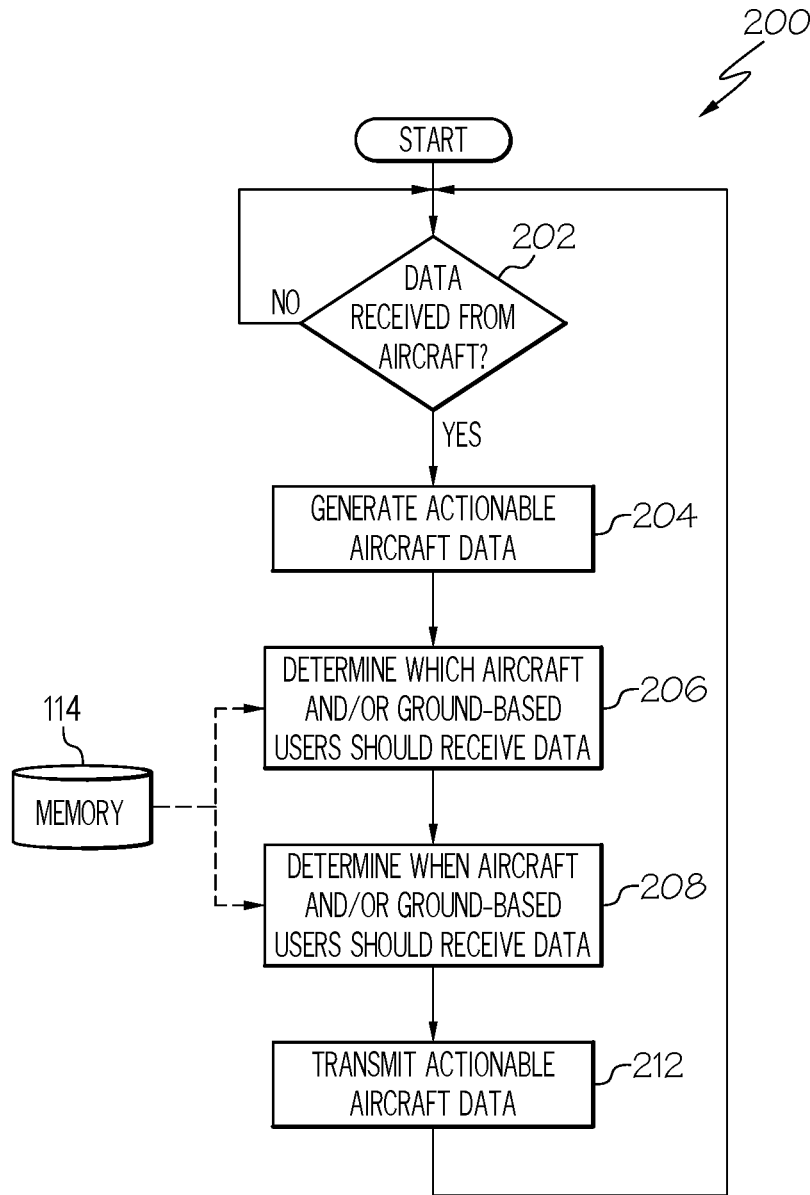 200
START
202
DATA
RECEIVED FROM
AIRCRAFT?
NO
YES
GENERATE ACTIONABLE
AIRCRAFT DATA
204
DETERMINE WHICH AIRCRAFT
AND/OR GROUND-BASED
USERS SHOULD RECEIVE DATA
206
114
MEMORY
DETERMINE WHEN AIRCRAFT
AND/OR GROUND-BASED
USERS SHOULD RECEIVE DATA
208
TRANSMIT ACTIONABLE
AIRCRAFT DATA
212